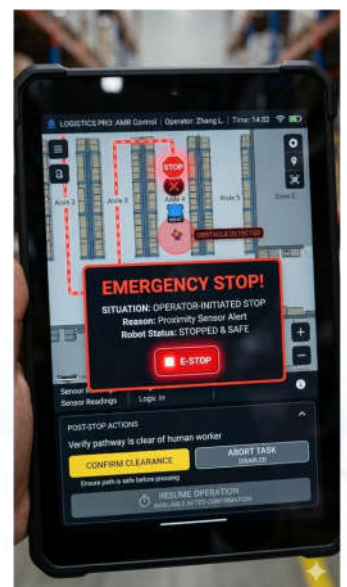 LOGISTICS PRO: AMR Control | Operator: Zhang L. | Time: 14:32
STOP
Aisle 3
Aisle 3
Aisle 4
Aisle 5
OBSTACLE DETECTED
EMERGENCY STOP!
SITUATION: OPERATOR-INITIATED STOP
Reason: Proximity Sensor Alert
Robot Status: STOPPED & SAFE
E-STOP
Sensor Readings
Logic In
POST-STOP ACTIONS
Verify pathway is clear of human worker
CONFIRM CLEARANCE
ABORT TASK
DISABLED
Ensure path is safe before pressing
RESUME OPERATION
AVAILABLE AFTER CONFIRMATION